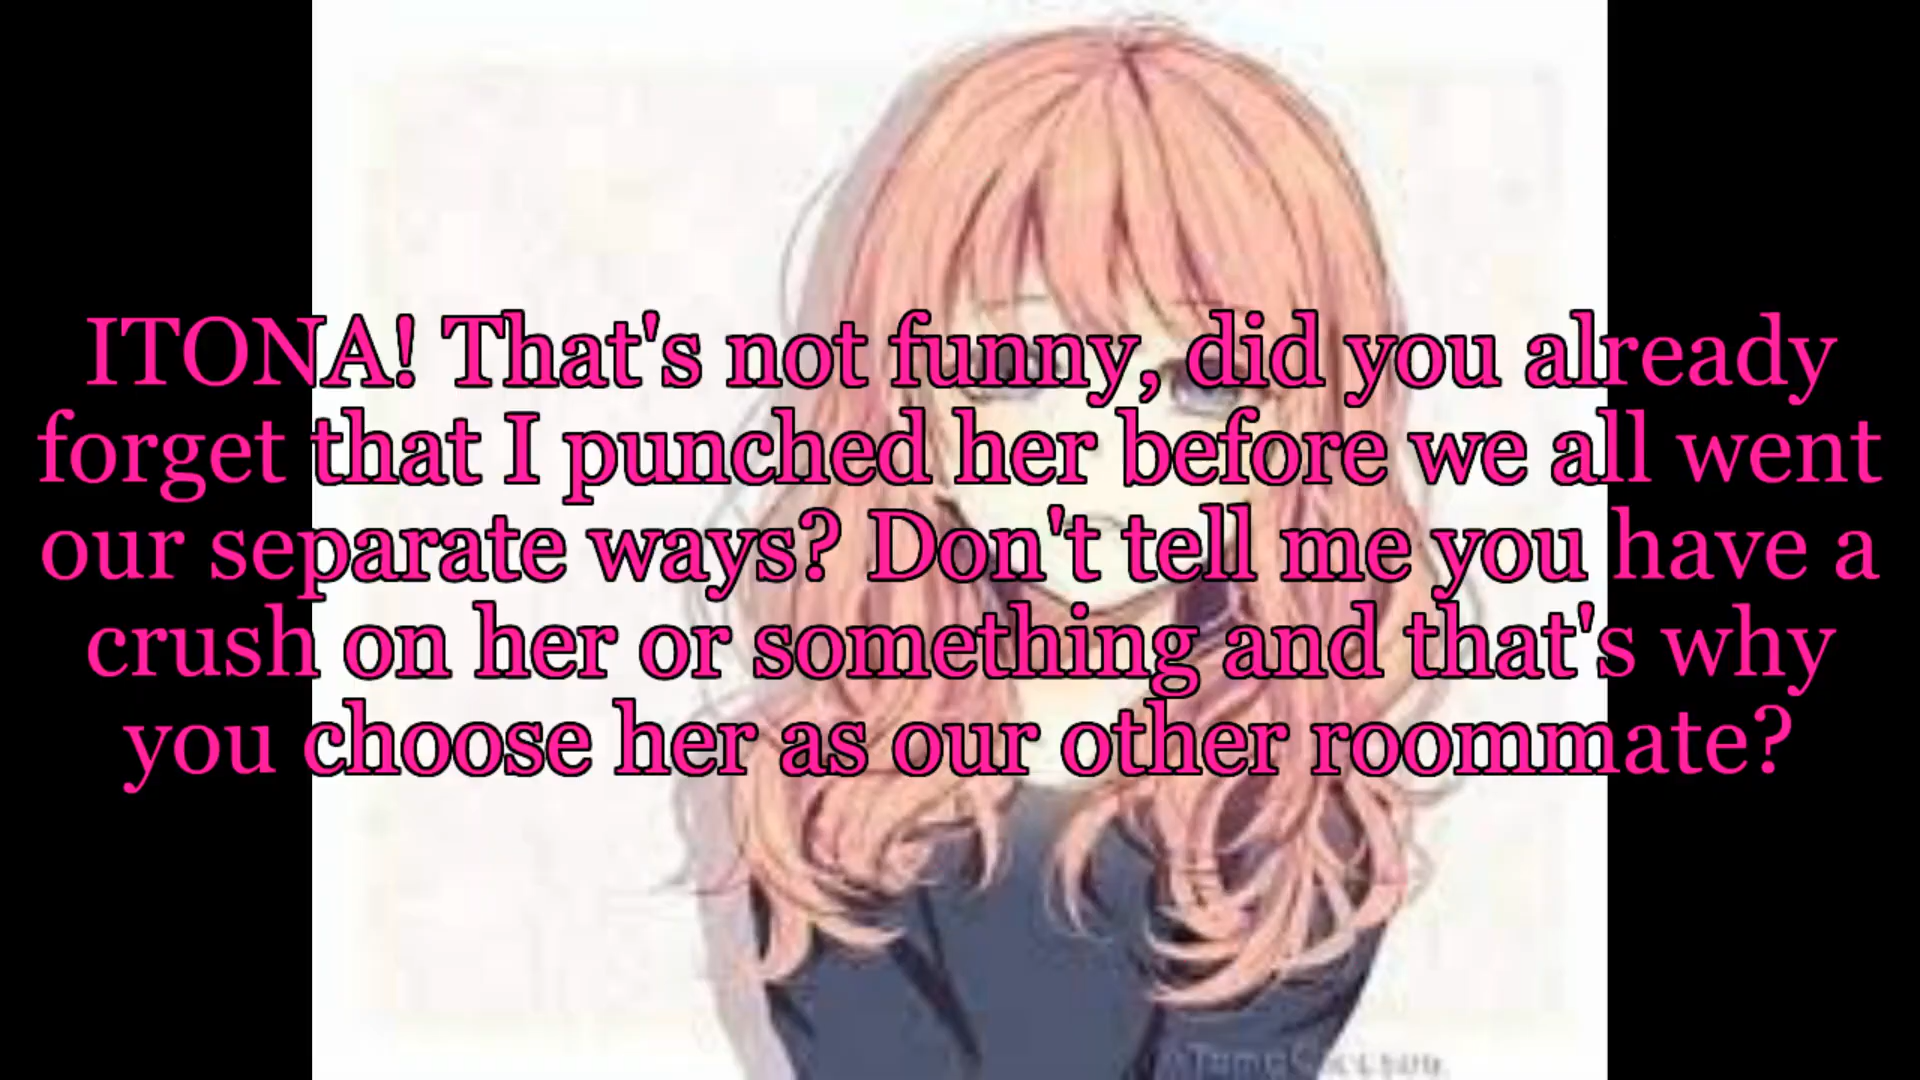 ITONA! That's not funny, did you already
forget that I punched her before we all went
our separate ways? Don't tell me you have a
crush on her or something and that's why
you choose her as our other roommate?